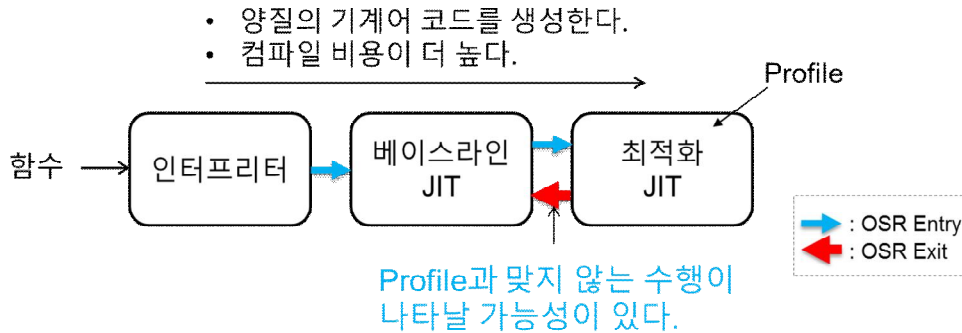 • 양질의 기계어 코드를 생성한다.
• 컴파일 비용이 더 높다.
Profile
함수
인터프리터
베이스라인
JIT
최적화
JIT
: OSR Entry
: OSR Exit
Profile과 맞지 않는 수행이
나타날 가능성이 있다.